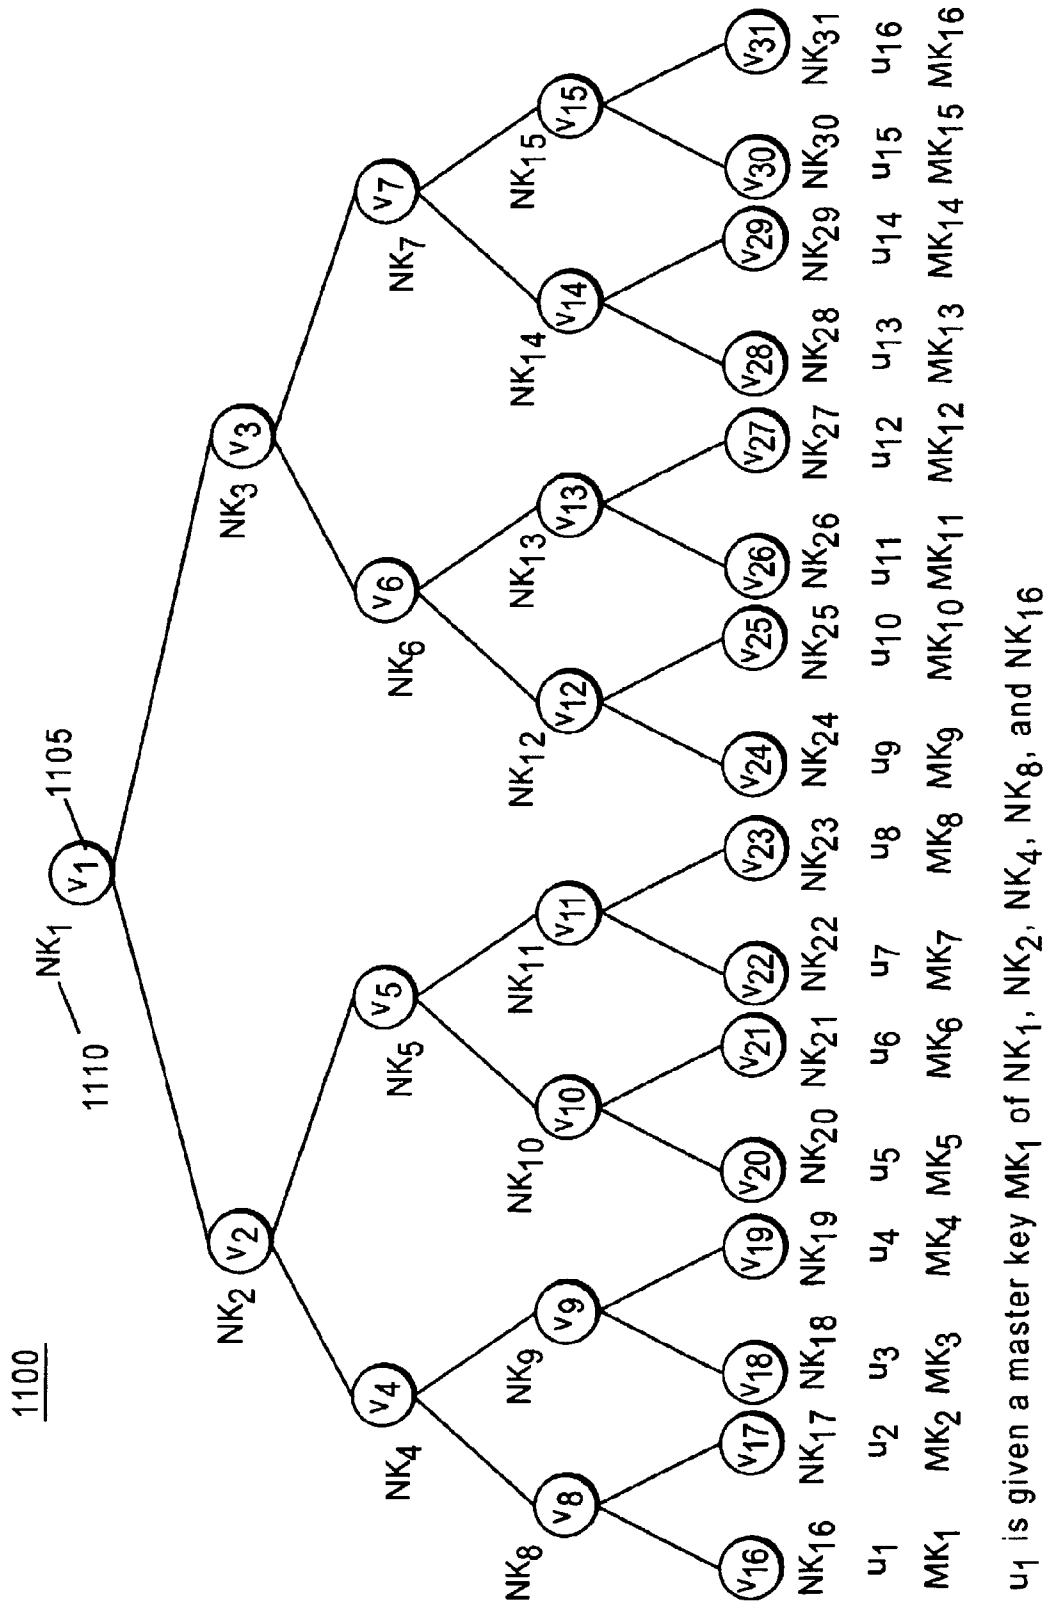 1100
1110
NK1
v1
1105
NK2
v2
NK3
v3
NK4
v4
NK5
v5
NK6
v6
NK7
v7
NK8
v8
NK9
v9
NK10
v10
NK11
v11
NK12
v12
NK13
v13
NK14
v14
NK15
v15
v16 v17 v18 v19 v20 v21 v22 v23 v24 v25 v26 v27 v28 v29 v30 v31
NK16 NK17 NK18 NK19 NK20 NK21 NK22 NK23 NK24 NK25 NK26 NK27 NK28 NK29 NK30 NK31
u1 u2 u3 u4 u5 u6 u7 u8 u9 u10 u11 u12 u13 u14 u15 u16
MK1 MK2 MK3 MK4 MK5 MK6 MK7 MK8 MK9 MK10 MK11 MK12 MK13 MK14 MK15 MK16
u1 is given a master key MK1 of NK1, NK2, NK4, NK8, and NK16